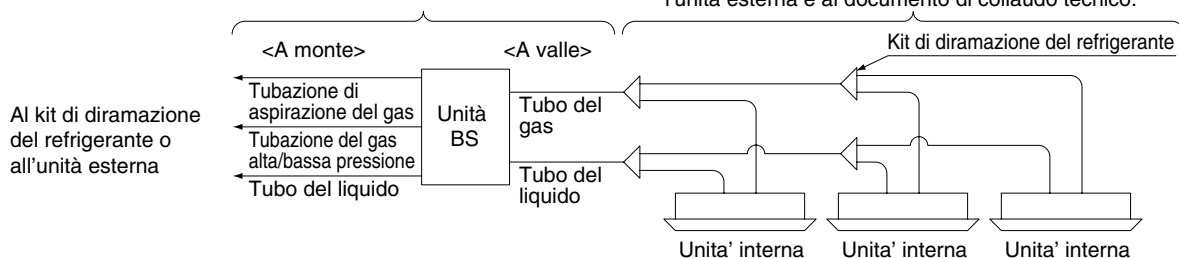 l'unità esterna e al documento di collaudo tecnico.
<A monte>
<A valle>
Kit di diramazione del refrigerante
Al kit di diramazione
del refrigerante o
all'unità esterna
Tubazione di
aspirazione del gas
Tubazione del gas
alta/bassa pressione
Tubo del liquido
Unità
BS
Tubo del
gas
Tubo del
liquido
Unita' interna
Unita' interna
Unita' interna